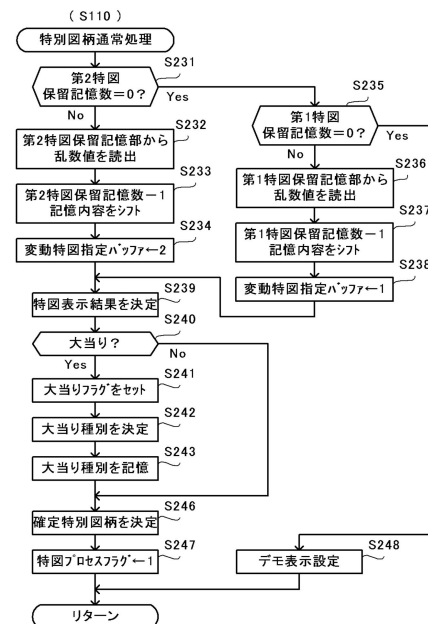 (S110)
特別図柄通常処理
S231
第2特図
保留記憶数=0?
Yes
No
S232
第2特図保留記憶部から
乱数値を読出
S233
第2特図保留記憶数-1
記憶内容をシフト
S234
変動特図指定バッファ←2
S235
第1特図
保留記憶数=0?
Yes
No
S236
第1特図保留記憶部から
乱数値を読出
S237
第1特図保留記憶数-1
記憶内容をシフト
S238
変動特図指定バッファ←1
S239
特図表示結果を決定
S240
大当り?
Yes
No
S241
大当りフラグをセット
S242
大当り種別を決定
S243
大当り種別を記憶
S246
確定特別図柄を決定
S247
特図プロセスフラグ←1
S248
デモ表示設定
リターン